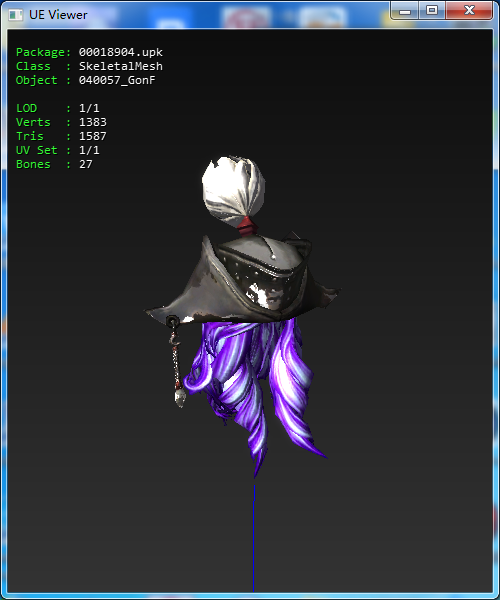 UE Viewer
Package: 00018904.upk
Class  : SkeletalMesh
Object : 040057_GonF
LOD    : 1/1
Verts  : 1383
Tris   : 1587
UV Set : 1/1
Bones  : 27